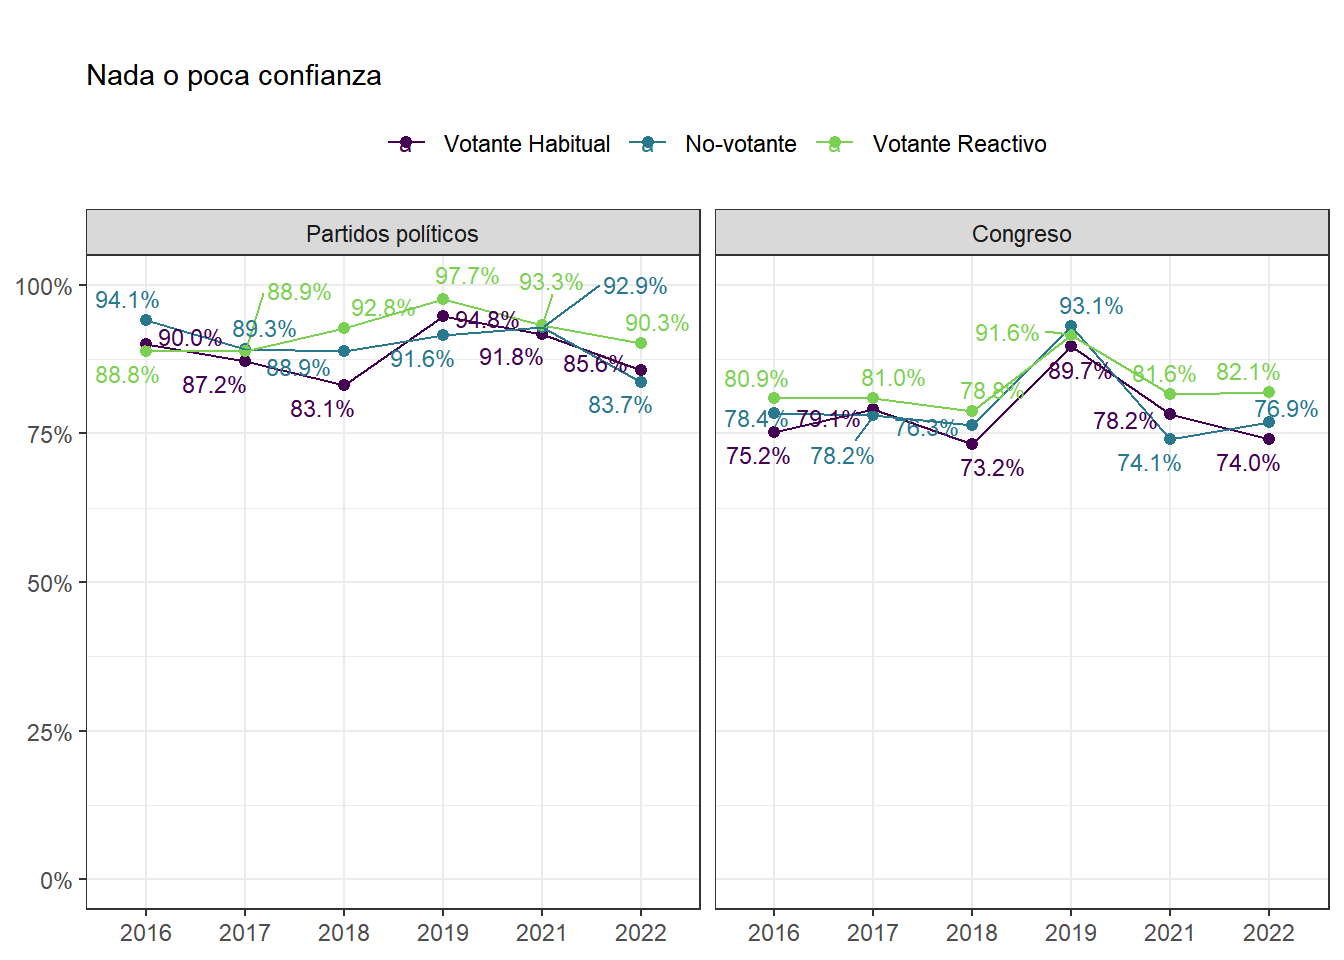 Nada o poca confianza
a Votante Habitual a No-votante a Votante Reactivo
Partidos políticos Congreso
100%
75%
50%
25%
0%
94.1% 88.9% 97.7% 93.3% 92.9%
90.0% 89.3% 92.8% 94.8% 90.3%
88.8% 87.2% 88.9% 91.6% 91.8% 85.6%
83.1% 83.7%
93.1%
91.6%
80.9% 81.0% 78.8% 89.7% 81.6% 82.1%
78.4% 79.1% 76.3% 78.2% 76.9%
75.2% 78.2% 73.2% 74.1% 74.0%
2016 2017 2018 2019 2021 2022 2016 2017 2018 2019 2021 2022